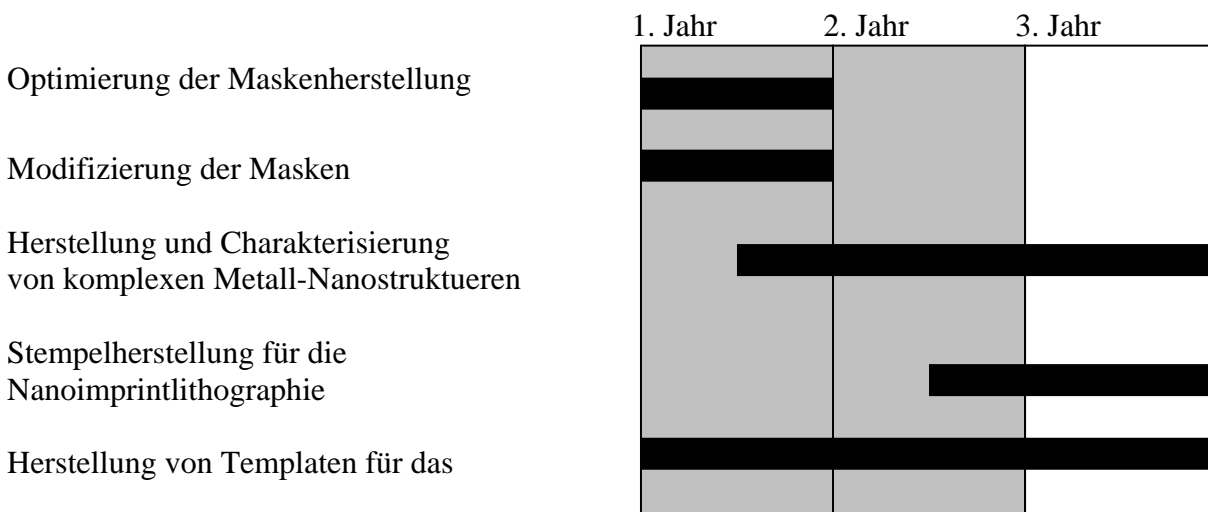 1. Jahr 2. Jahr 3. Jahr
Optimierung der Maskenherstellung
Modifizierung der Masken
Herstellung und Charakterisierung
von komplexen Metall-Nanostruktueren
Stempelherstellung für die
Nanoimprintlithographie
Herstellung von Templaten für das